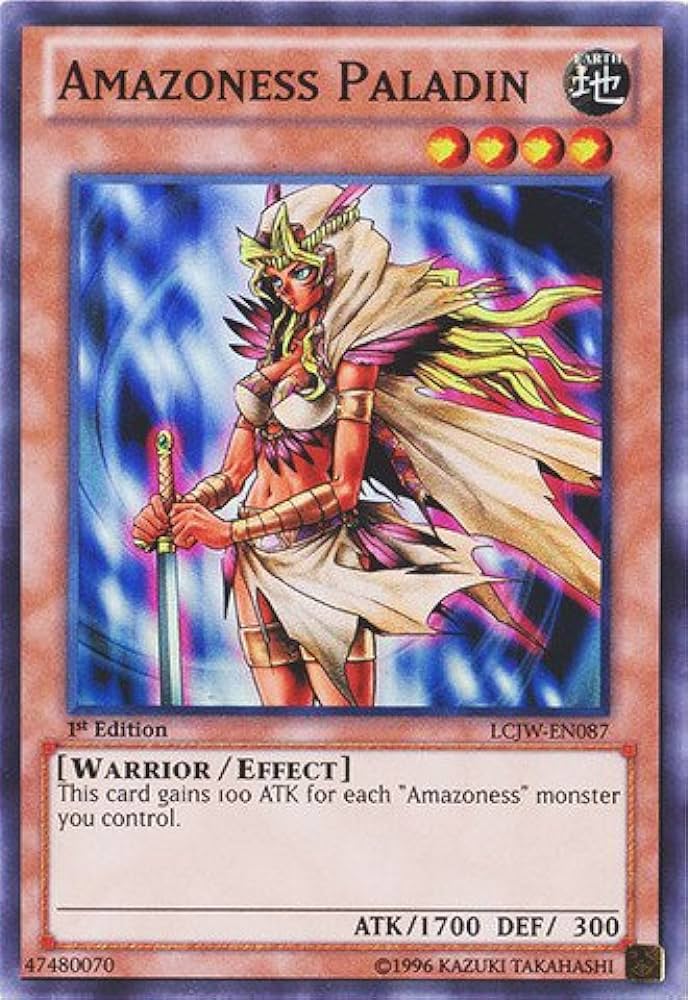 AMAZONESS PALADIN
EARTH
地
1st Edition
LCJW-EN087
[WARRIOR/EFFECT]
This card gains 100 ATK for each "Amazoness" monster
you control.
ATK/1700 DEF/ 300
47480070
©1996 KAZUKI TAKAHASHI